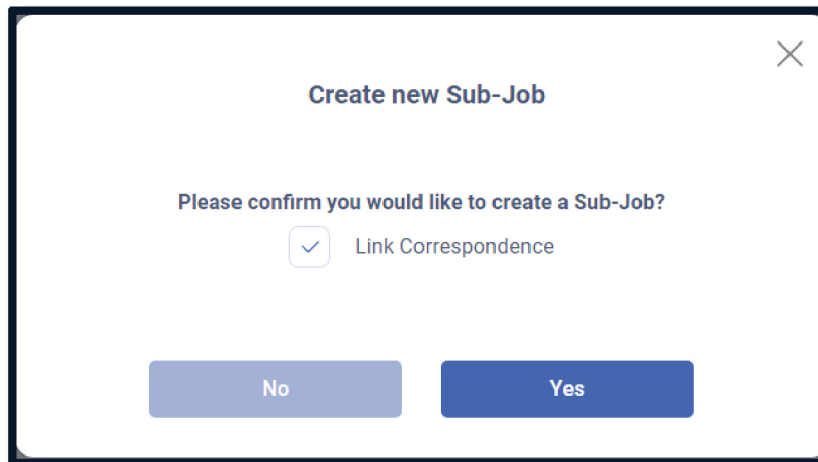 Create new Sub-Job
Please confirm you would like to create a Sub-Job?
Link Correspondence
No
Yes